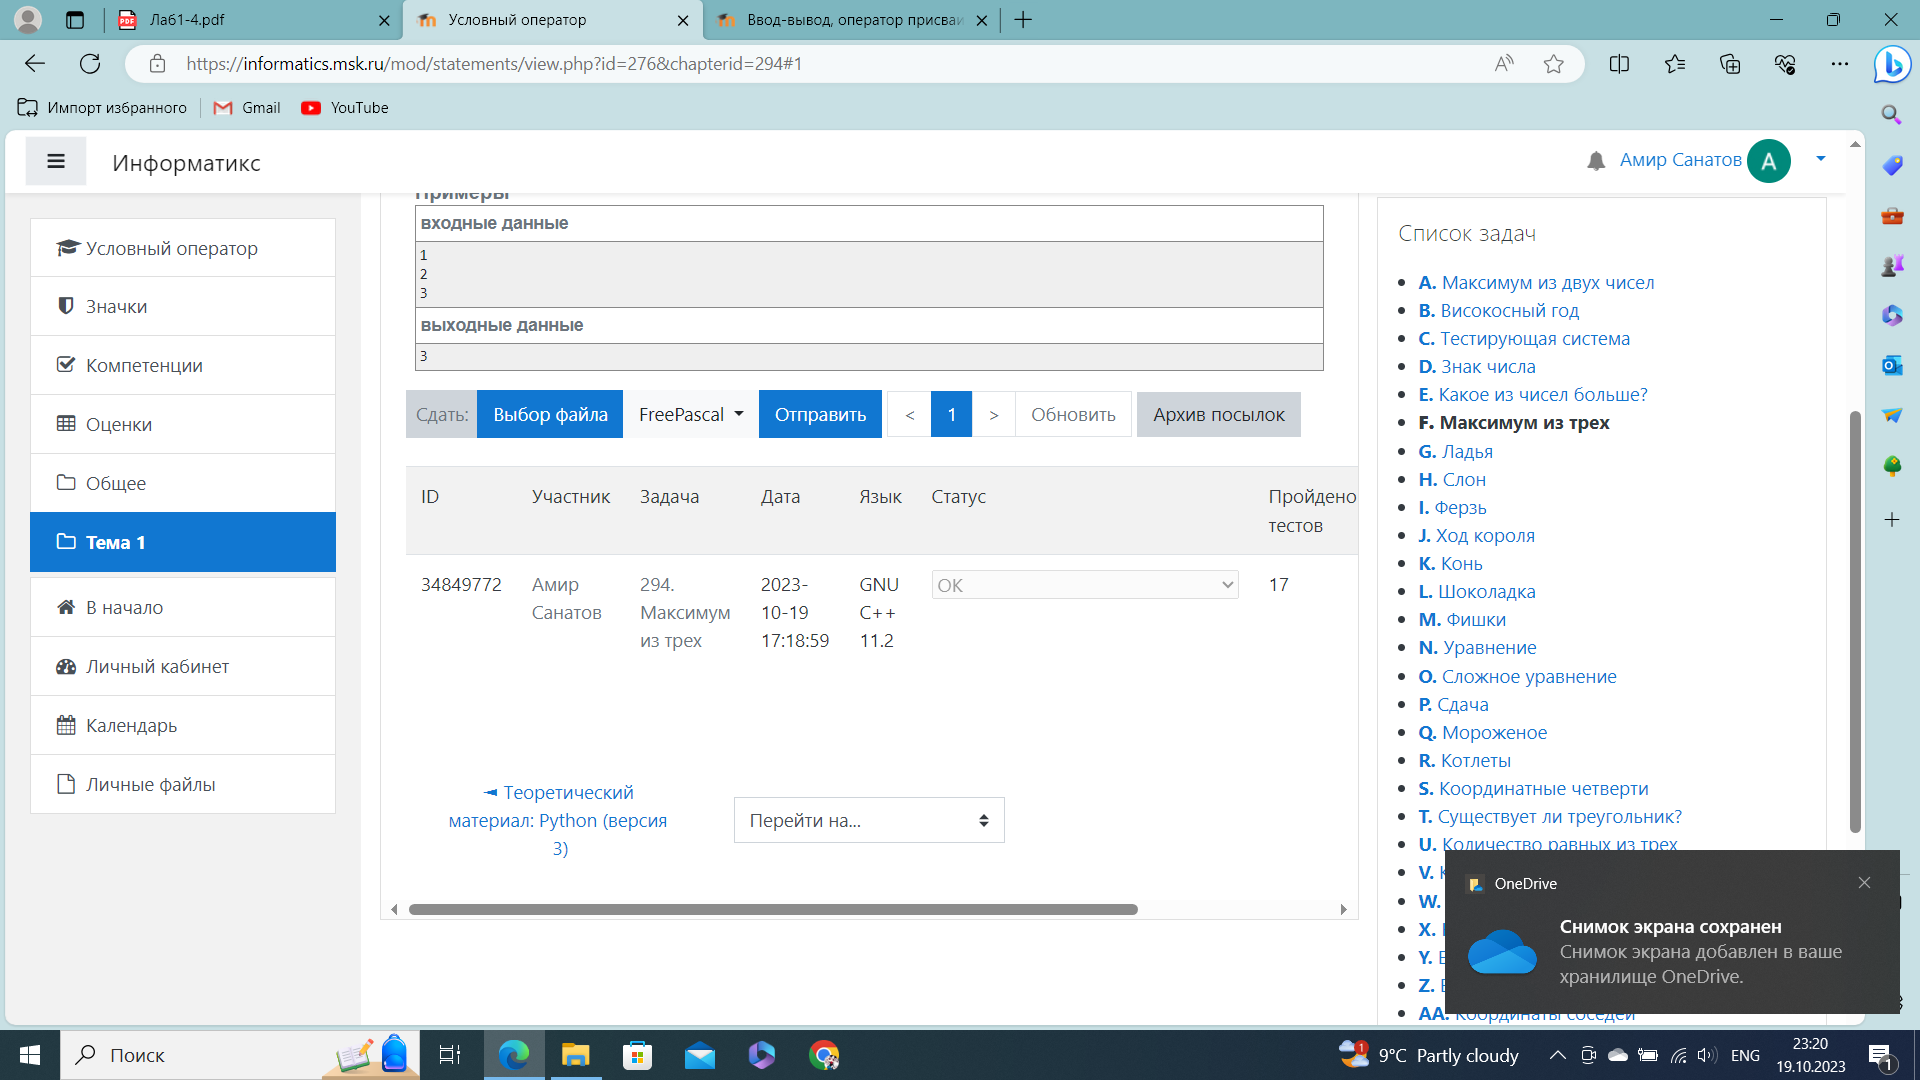 Лаб1-4.pdf
Условный оператор
Ввод-вывод, оператор присваи
https://informatics.msk.ru/mod/statements/view.php?id=276&chapterid=294#1
Импорт избранного
Gmail
YouTube
Информатикс
Амир Санатов
А
Условный оператор
Значки
Компетенции
Оценки
Общее
Тема 1
В начало
Личный кабинет
Календарь
Личные файлы
Примеры
входные данные
1
2
3
выходные данные
3
Сдать:
Выбор файла
FreePascal
Отправить
<
1
>
Обновить
Архив посылок
ID
Участник
Задача
Дата
Язык
Статус
Пройдено
тестов
34849772
Амир
Санатов
294.
Максимум
из трех
2023-
10-19
17:18:59
GNU
C++
11.2
OK
17
◄ Теоретический
материал: Python (версия
3)
Перейти на...
Список задач
A. Максимум из двух чисел
B. Високосный год
C. Тестирующая система
D. Знак числа
E. Какое из чисел больше?
F. Максимум из трех
G. Ладья
H. Слон
I. Ферзь
J. Ход короля
K. Конь
L. Шоколадка
M. Фишки
N. Уравнение
O. Сложное уравнение
P. Сдача
Q. Мороженое
R. Котлеты
S. Координатные четверти
T. Существует ли треугольник?
U. Количество равных из трех
V.
W.
X.
Y.
Z.
AA. Координаты соседей
OneDrive
Снимок экрана сохранен
Снимок экрана добавлен в ваше
хранилище OneDrive.
Поиск
1
9°C Partly cloudy
ENG
23:20
19.10.2023
1